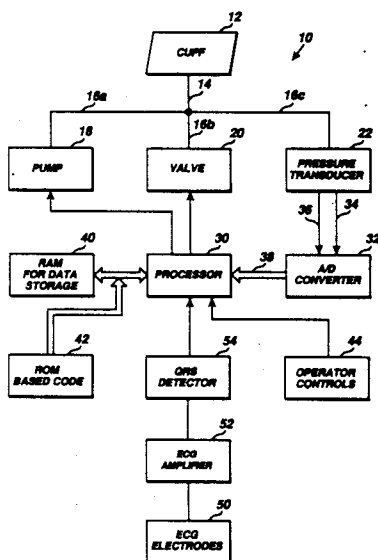 12
10
CUFF
14
16a
16c
18
16b
20
22
PUMP
VALVE
PRESSURE
TRANSDUCER
36
34
40
30
32
RAM
FOR DATA
STORAGE
PROCESSOR
38
A/D
CONVERTER
42
54
44
ROM
BASED CODE
QRS
DETECTOR
OPERATOR
CONTROLS
52
ECG
AMPLIFIER
50
ECG
ELECTRODES